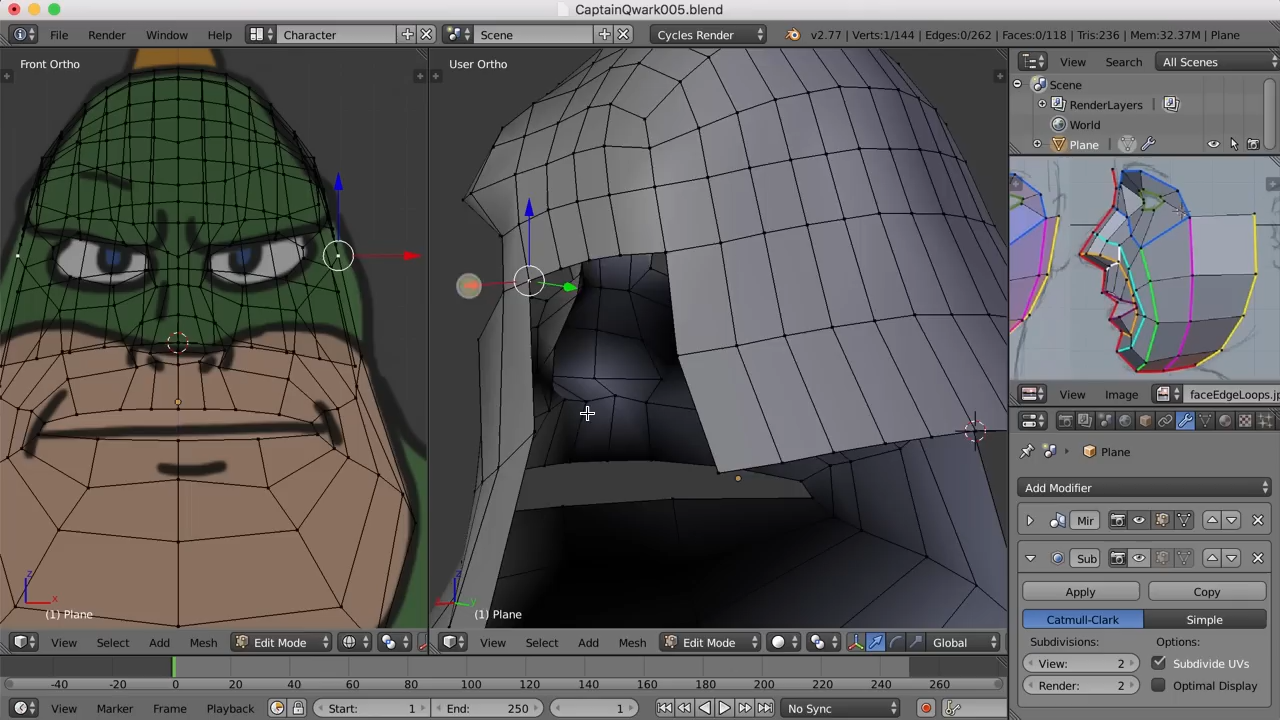 CaptainQwark005.blend
File Render Window Help Character Scene Cycles Render v2.77 | Verts:1/144 | Edges:0/262 | Faces:0/118 | Tris:236 | Mem:32.37M | Plane
Front Ortho
User Ortho
View Search All Scenes
Scene
RenderLayers
World
Plane
View Image faceEdgeLoops.jp
Plane
Add Modifier
Mir
Sub
Apply Copy
Catmull-Clark Simple
Subdivisions: Options:
View: 2 Subdivide UVs
Render: 2 Optimal Display
z
x
(1) Plane
z
y
(1) Plane
View Select Add Mesh Edit Mode
View Select Add Mesh Edit Mode Global
-40 -20 0 20 40 60 80 100 120 140 160 180 200 220 240 260
View Marker Frame Playback Start: 1 End: 250 1 No Sync